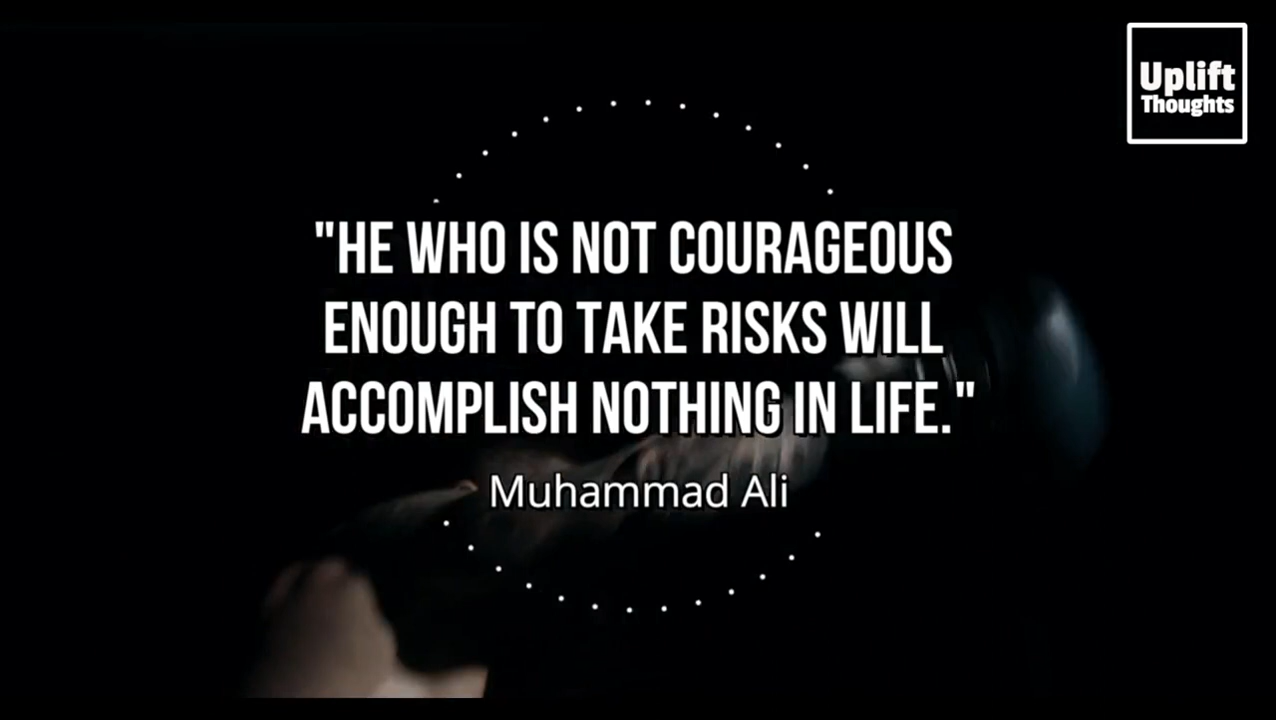 Uplift
Thoughts
"HE WHO IS NOT COURAGEOUS
ENOUGH TO TAKE RISKS WILL
ACCOMPLISH NOTHING IN LIFE."
Muhammad Ali